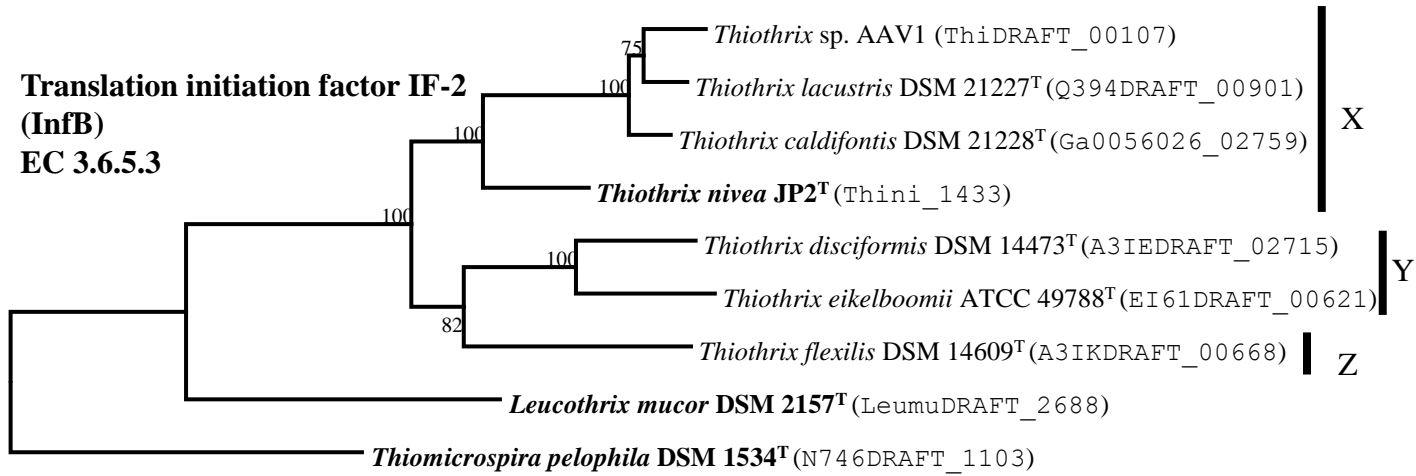 Translation initiation factor IF-2
(InfB)
EC 3.6.5.3
Thiothrix sp. AAV1 (ThiDRAFT_00107)
75
Thiothrix lacustris DSM 21227ᵀ (Q394DRAFT_00901)
100
Thiothrix caldifontis DSM 21228ᵀ (Ga0056026_02759)
X
100
Thiothrix nivea JP2ᵀ (Thini_1433)
100
Thiothrix disciformis DSM 14473ᵀ (A3IEDRAFT_02715)
100
Y
Thiothrix eikelboomii ATCC 49788ᵀ (EI61DRAFT_00621)
82
Thiothrix flexilis DSM 14609ᵀ (A3IKDRAFT_00668)
Z
Leucothrix mucor DSM 2157ᵀ (LeumuDRAFT_2688)
Thiomicrospira pelophila DSM 1534ᵀ (N746DRAFT_1103)